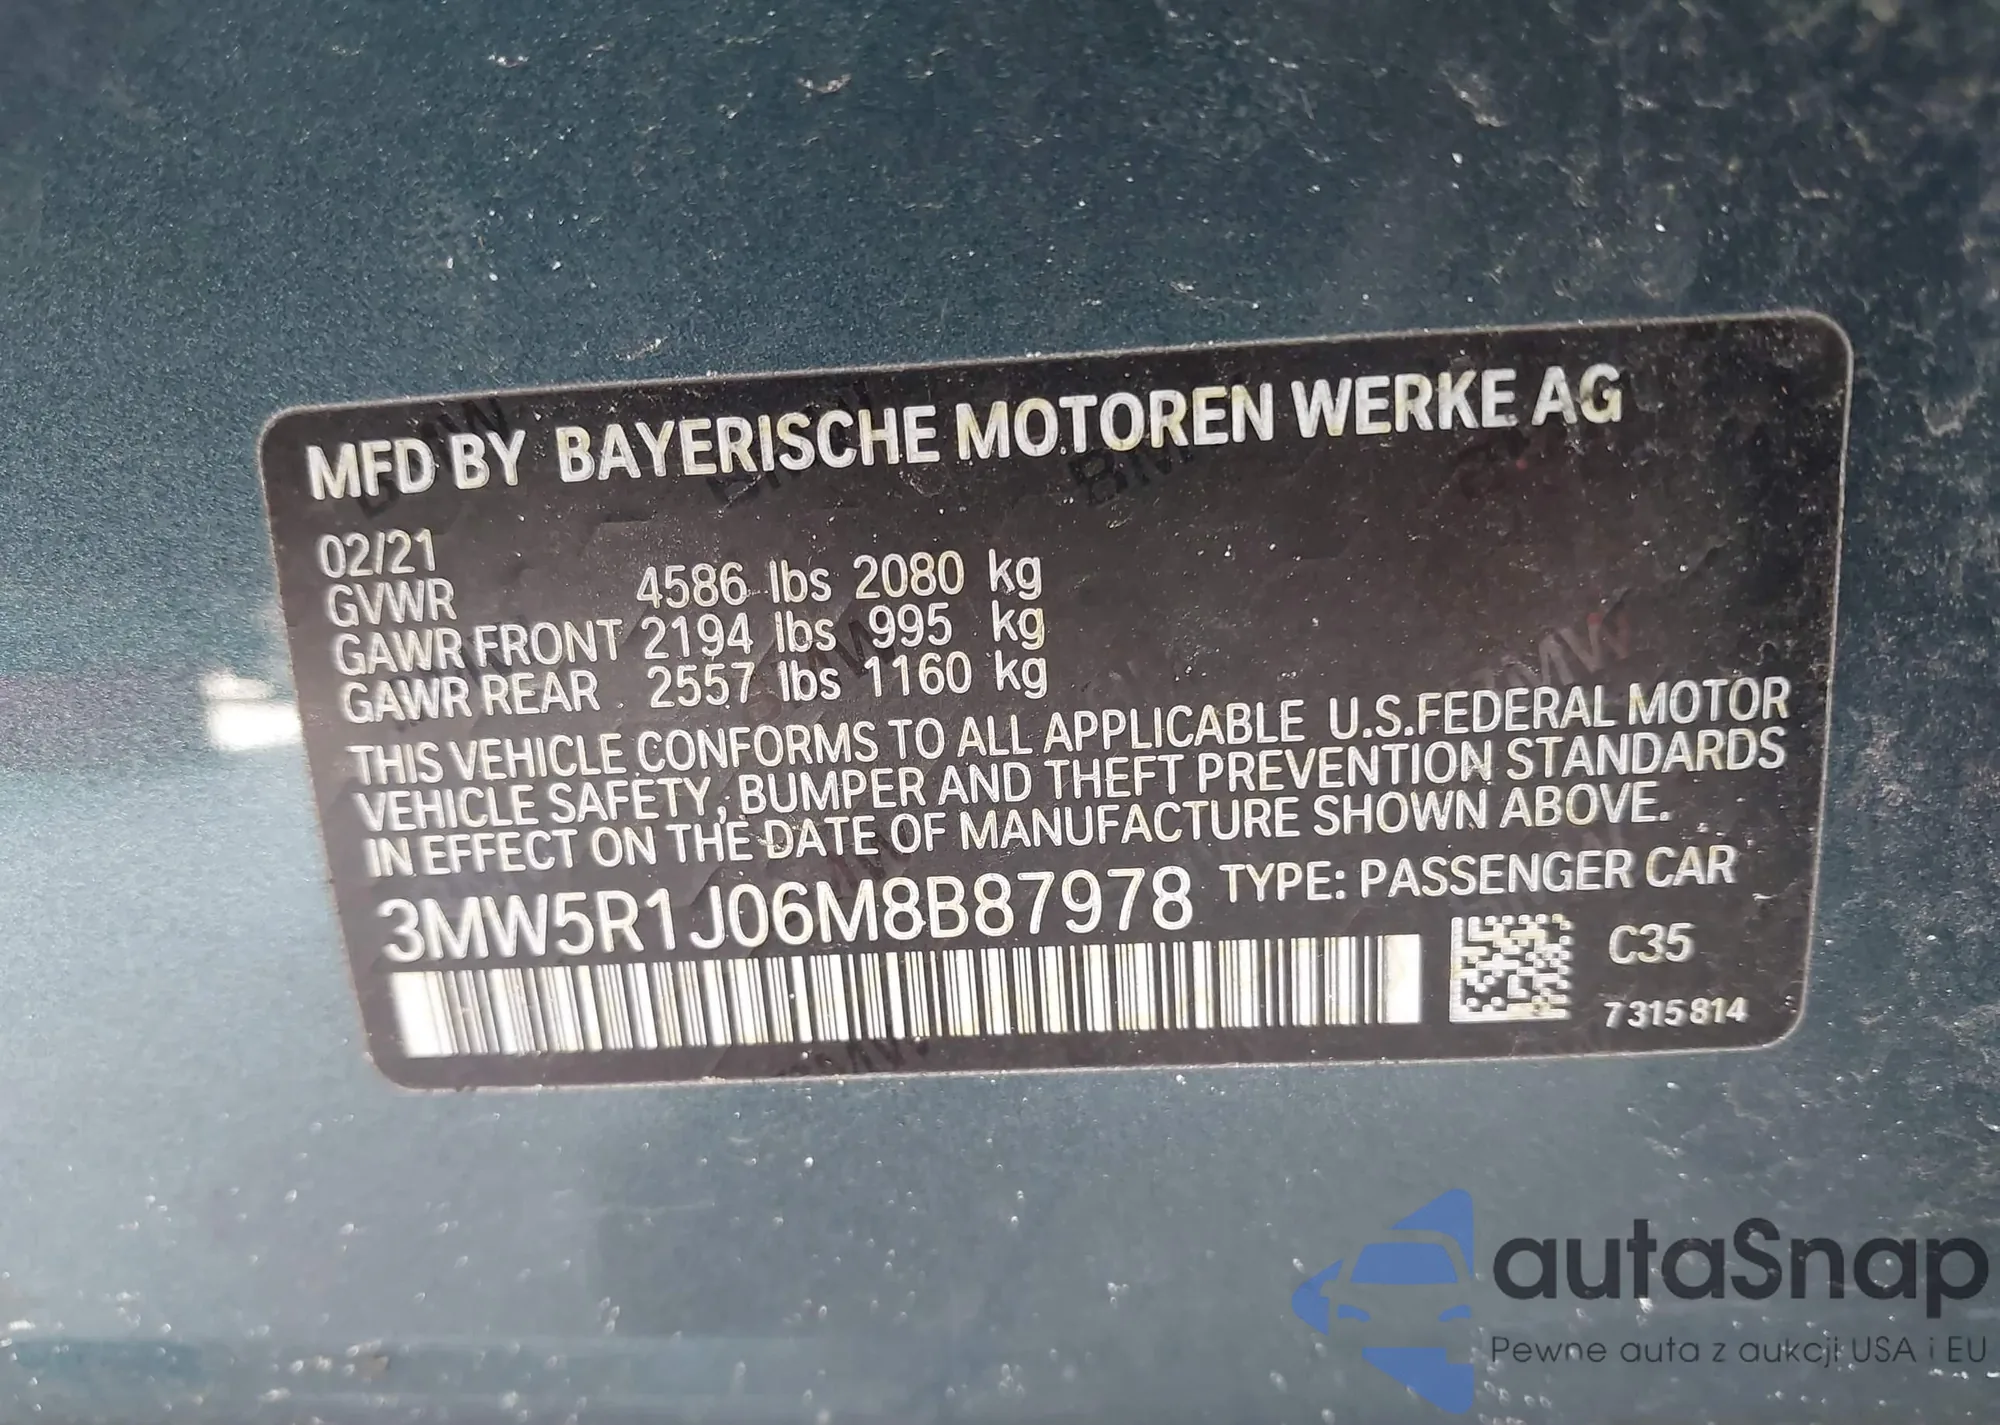 MFD BY BAYERISCHE MOTOREN WERKE AG
02/21
GVWR 4586 lbs 2080 kg
GAWR FRONT 2194 lbs 995 kg
GAWR REAR 2557 lbs 1160 kg
THIS VEHICLE CONFORMS TO ALL APPLICABLE U.S.FEDERAL MOTOR
VEHICLE SAFETY, BUMPER AND THEFT PREVENTION STANDARDS
IN EFFECT ON THE DATE OF MANUFACTURE SHOWN ABOVE.
3MW5R1J06M8B87978 TYPE: PASSENGER CAR
C35
7 315 814
autaSnap
Pewne auta z aukcji USA i EU